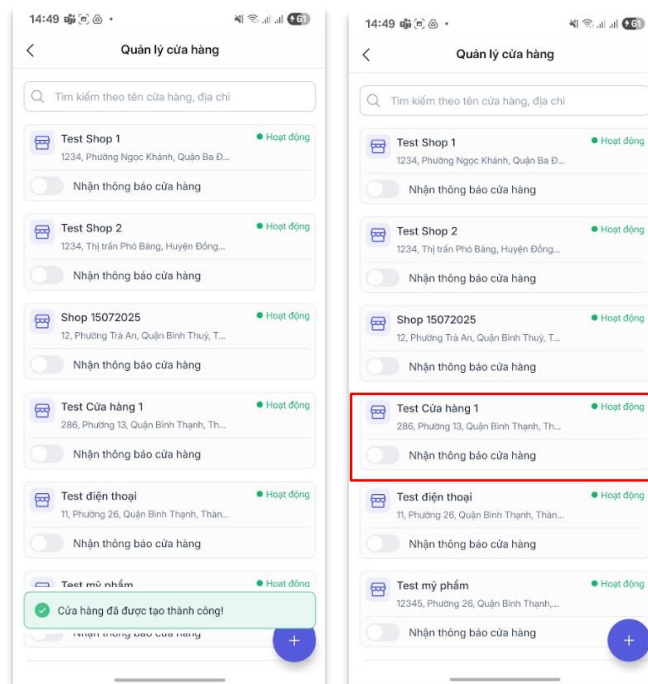 14:49
61
Quản lý cửa hàng
Tìm kiếm theo tên cửa hàng, địa chỉ
Test Shop 1
Hoạt động
1234, Phường Ngọc Khánh, Quận Ba Đ...
Nhận thông báo cửa hàng
Test Shop 2
Hoạt động
1234, Thị trấn Phó Bảng, Huyện Đồng...
Nhận thông báo cửa hàng
Shop 15072025
Hoạt động
12, Phường Trà An, Quận Bình Thuỷ, T...
Nhận thông báo cửa hàng
Test Cửa hàng 1
Hoạt động
286, Phường 13, Quận Bình Thạnh, Th...
Nhận thông báo cửa hàng
Test điện thoại
Hoạt động
11, Phường 26, Quận Bình Thạnh, Thàn...
Nhận thông báo cửa hàng
Test mỹ phẩm
Hoạt động
Cửa hàng đã được tạo thành công!
Nhận thông báo cửa hàng
14:49
61
Quản lý cửa hàng
Tìm kiếm theo tên cửa hàng, địa chỉ
Test Shop 1
Hoạt động
1234, Phường Ngọc Khánh, Quận Ba Đ...
Nhận thông báo cửa hàng
Test Shop 2
Hoạt động
1234, Thị trấn Phó Bảng, Huyện Đồng...
Nhận thông báo cửa hàng
Shop 15072025
Hoạt động
12, Phường Trà An, Quận Bình Thuỷ, T...
Nhận thông báo cửa hàng
Test Cửa hàng 1
Hoạt động
286, Phường 13, Quận Bình Thạnh, Th...
Nhận thông báo cửa hàng
Test điện thoại
Hoạt động
11, Phường 26, Quận Bình Thạnh, Thàn...
Nhận thông báo cửa hàng
Test mỹ phẩm
Hoạt động
12345, Phường 26, Quận Bình Thạnh,...
Nhận thông báo cửa hàng